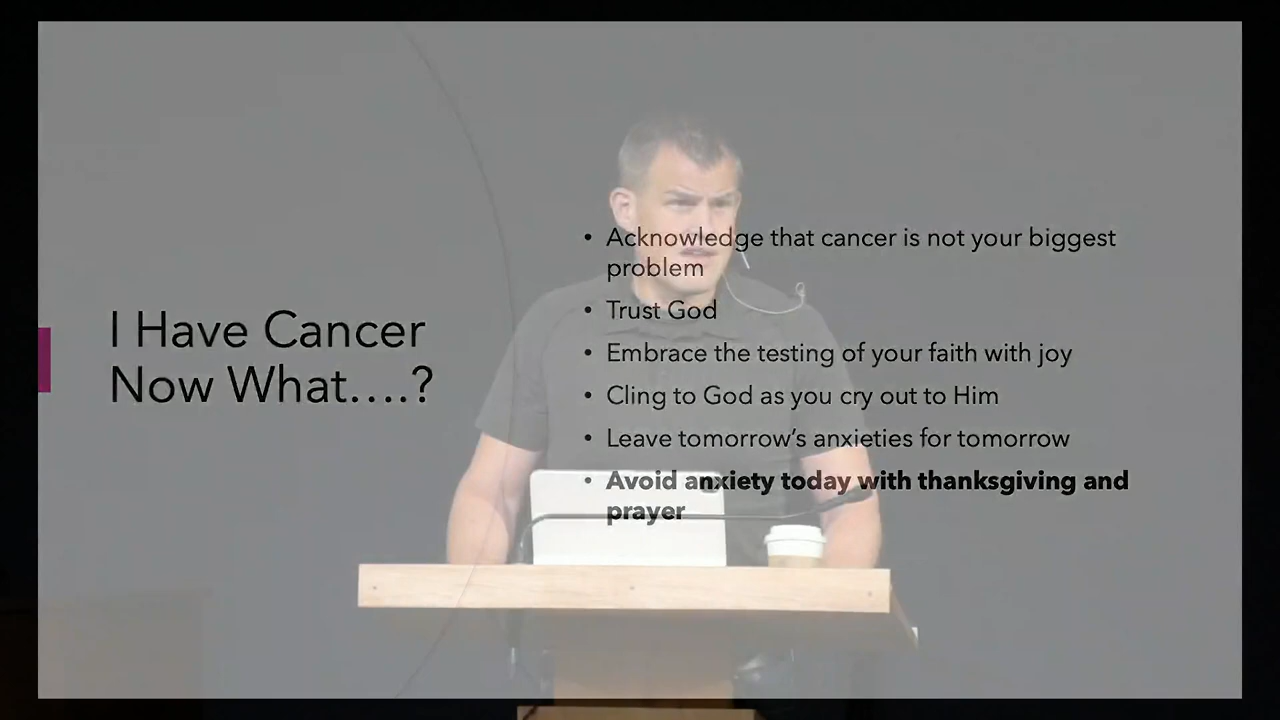 I Have Cancer
Now What….?
• Acknowledge that cancer is not your biggest
problem
• Trust God
• Embrace the testing of your faith with joy
• Cling to God as you cry out to Him
• Leave tomorrow’s anxieties for tomorrow
• Avoid anxiety today with thanksgiving and
prayer